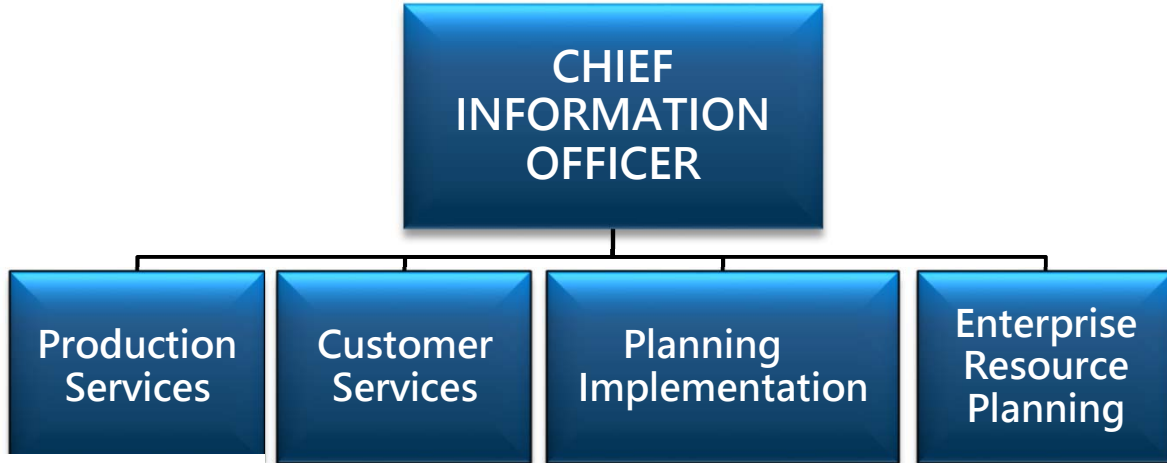 CHIEF
INFORMATION
OFFICER
Production
Services
Customer
Services
Planning
Implementation
Enterprise
Resource
Planning